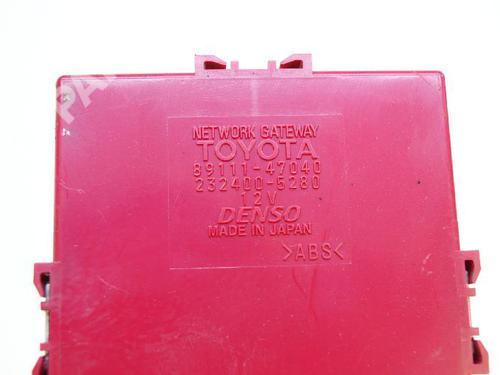 NETWORK GATEWAY
TOYOTA
89111-47040
232400-5280
12V
DENSO
MADE IN JAPAN
>ABS<